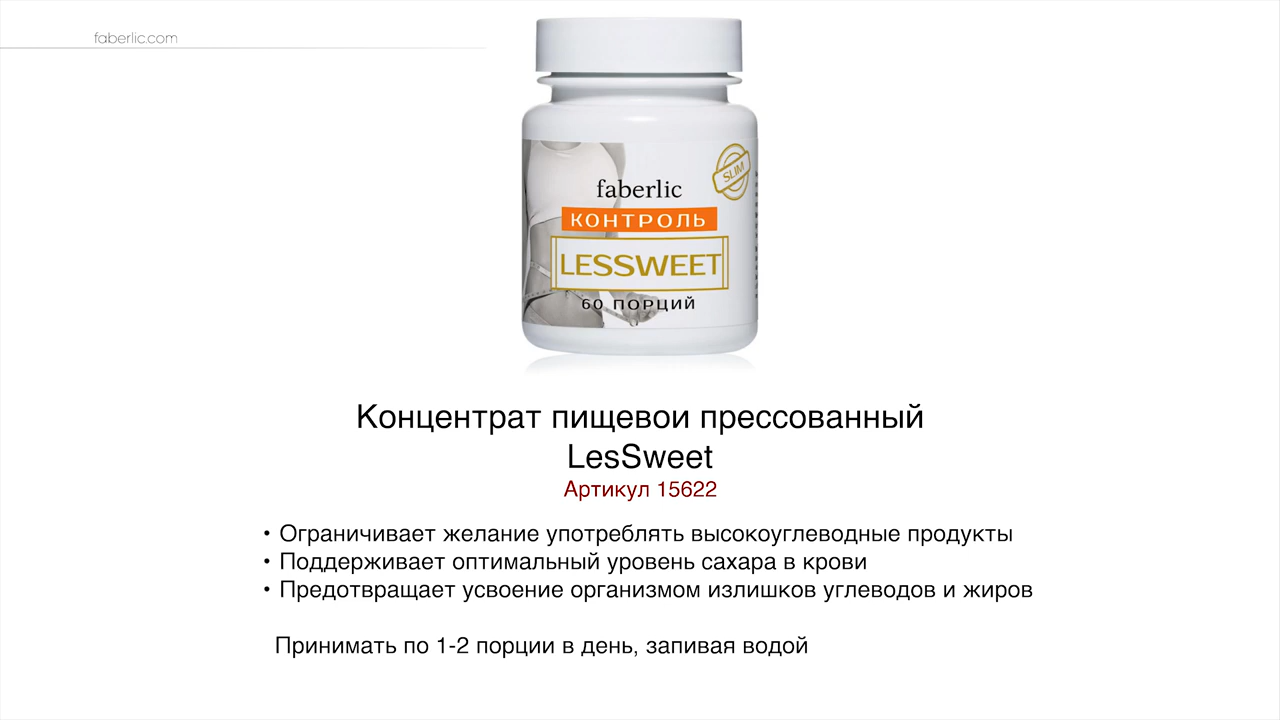 faberlic.com
SLIM
faberlic
КОНТРОЛЬ
LESSWEET
60 ПОРЦИЙ
Концентрат пищевои прессованный
LesSweet
Артикул 15622
• Ограничивает желание употреблять высокоуглеводные продукты
• Поддерживает оптимальный уровень сахара в крови
• Предотвращает усвоение организмом излишков углеводов и жиров
Принимать по 1-2 порции в день, запивая водой